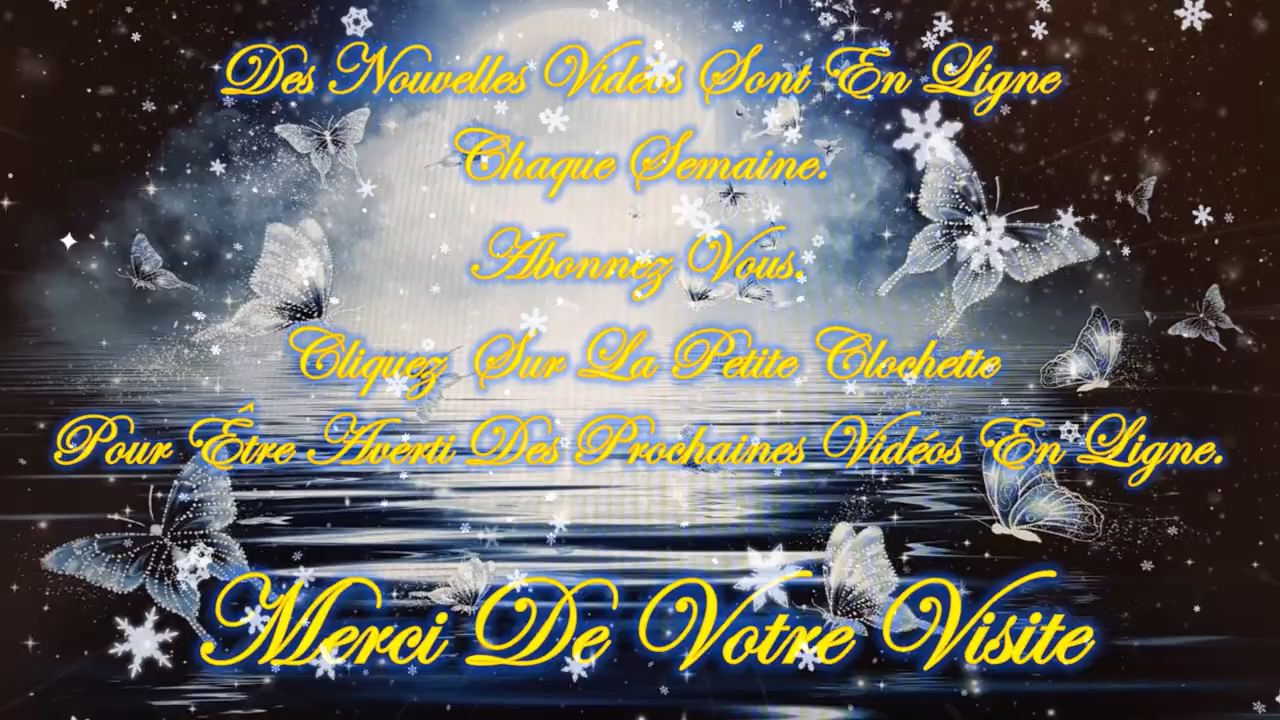 Des Nouvelles Vidéos Sont En Ligne
Chaque Semaine.
Abonnez Vous.
Cliquez Sur La Petite Clochette
Pour Être Averti Des Prochaines Vidéos En Ligne.
Merci De Votre Visite